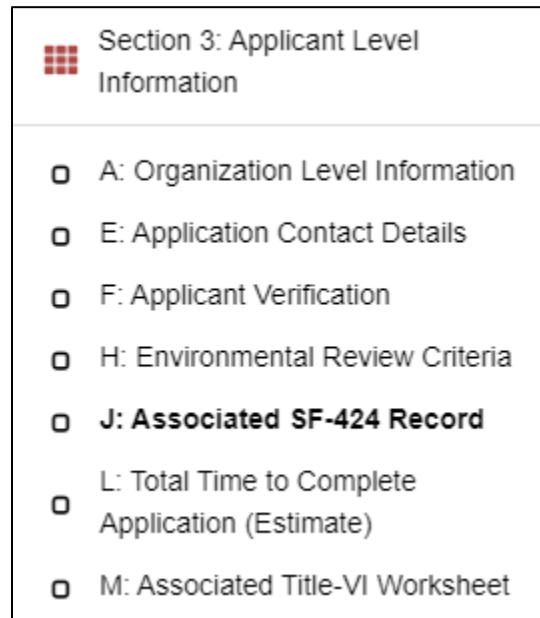 Section 3: Applicant Level
Information
A: Organization Level Information
E: Application Contact Details
F: Applicant Verification
H: Environmental Review Criteria
J: Associated SF-424 Record
L: Total Time to Complete
Application (Estimate)
M: Associated Title-VI Worksheet